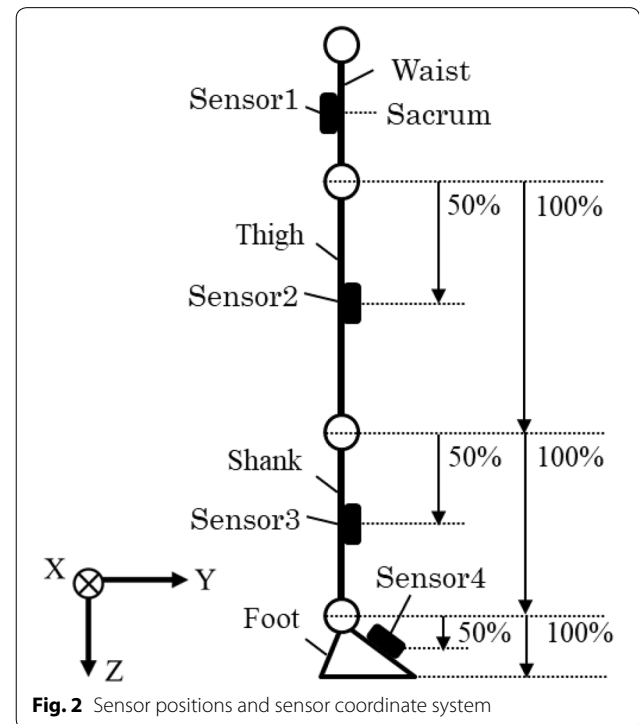 Waist
Sensor1
Sacrum
50%
100%
Thigh
Sensor2
Shank
50%
100%
Sensor3
X
Y
Z
Sensor4
Foot
50%
100%
Fig. 2 Sensor positions and sensor coordinate system